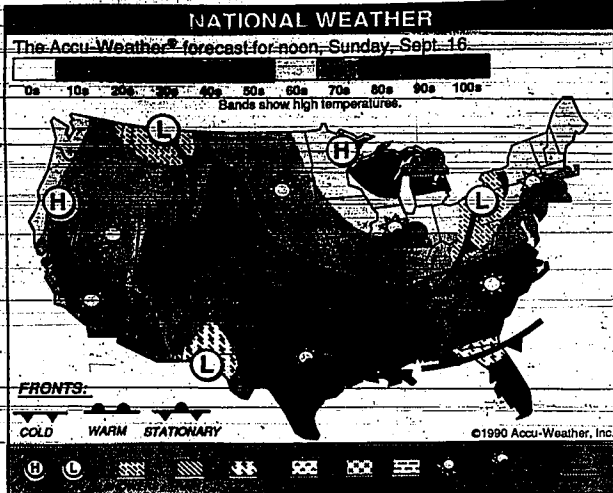 NATIONAL WEATHER
The Accu-Weather® forecast for noon, Sunday, Sept. 16.
0s 10s 20s 30s 40s 50s 60s 70s 80s 90s 100s
Bands show high temperatures.
L
H
H
L
L
FRONTS:
COLD WARM STATIONARY
©1990 Accu-Weather, Inc.
H L